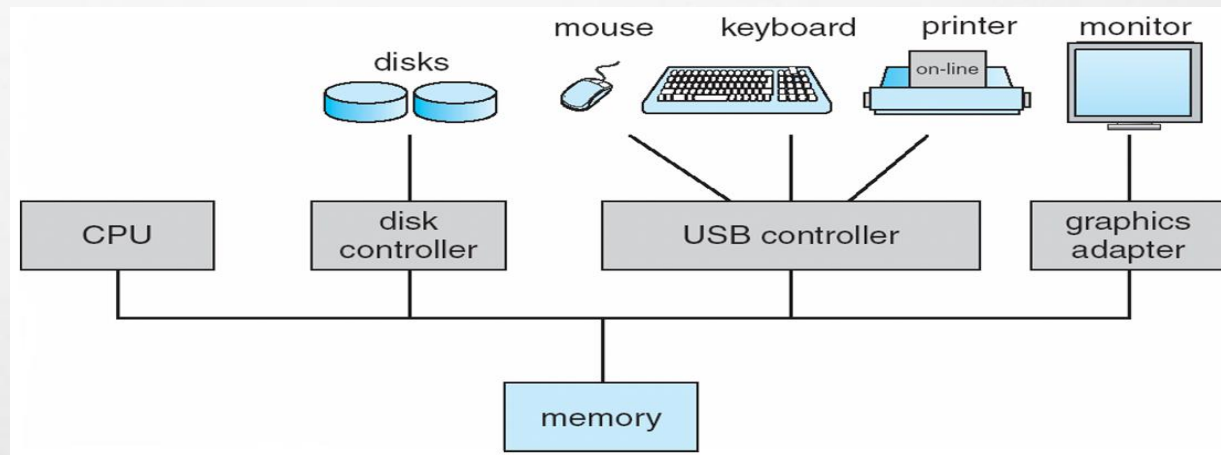 mouse
keyboard
printer
monitor
disks
on-line
CPU
disk
controller
USB controller
graphics
adapter
memory